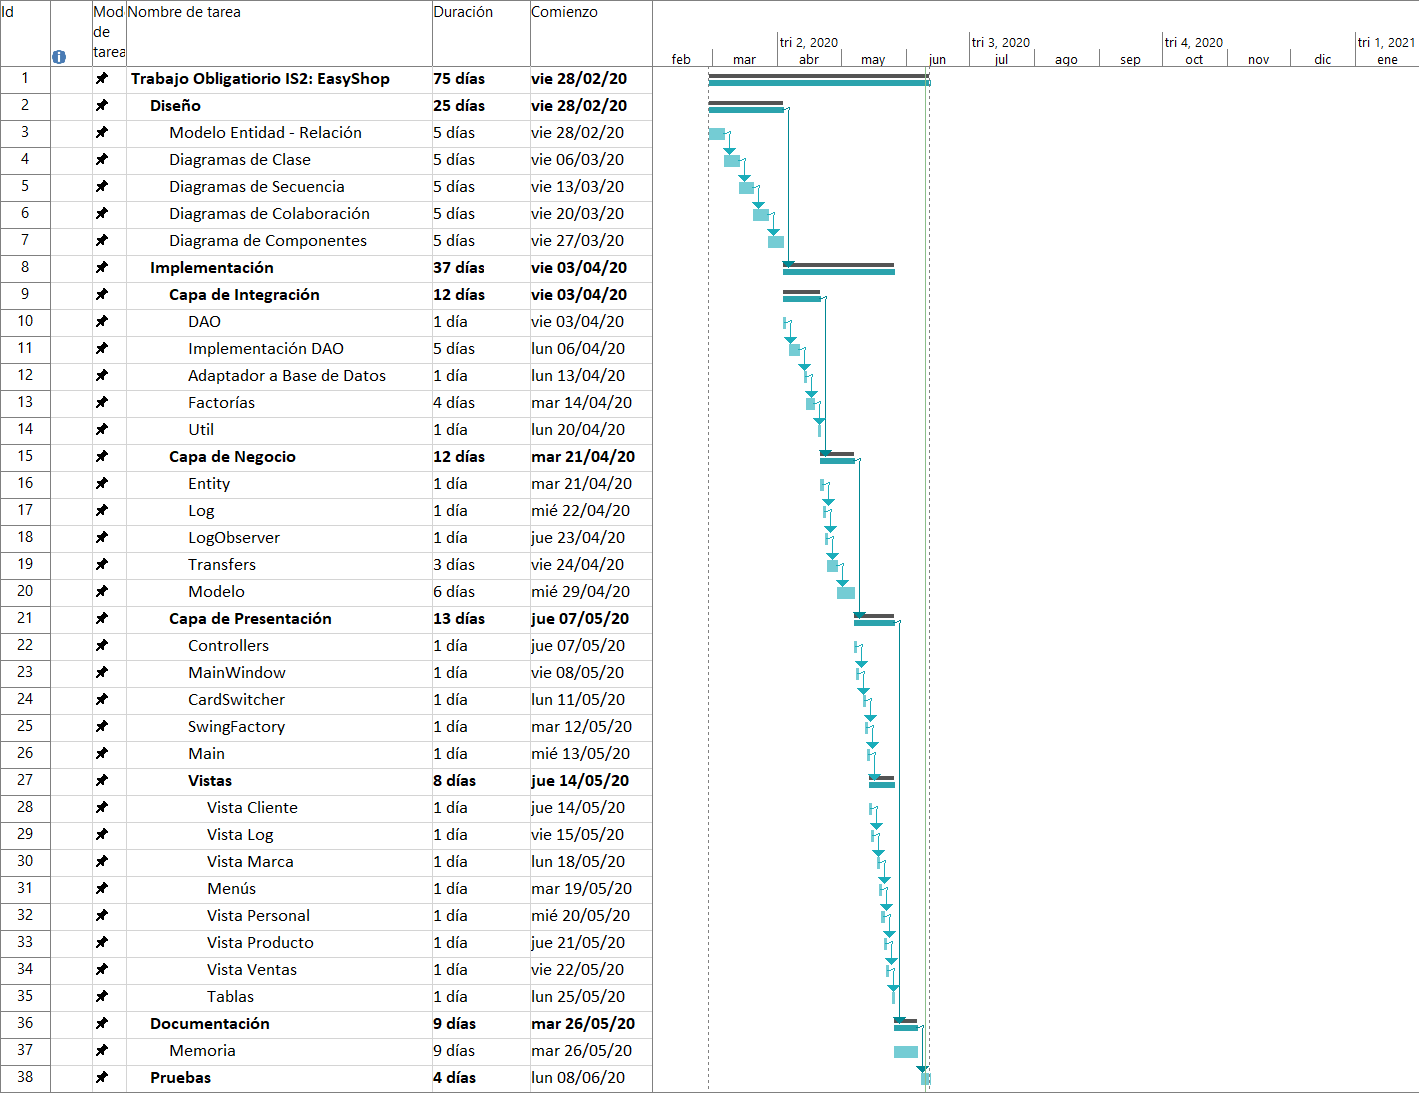 Id Mod de tarea Nombre de tarea Duración Comienzo
tri 2, 2020 tri 3, 2020 tri 4, 2020 tri 1, 2021
feb mar abr may jun jul ago sep oct nov dic ene
1 Trabajo Obligatiorio IS2: EasyShop 75 días vie 28/02/20
2 Diseño 25 días vie 28/02/20
3 Modelo Entidad - Relación 5 días vie 28/02/20
4 Diagramas de Clase 5 días vie 06/03/20
5 Diagramas de Secuencia 5 días vie 13/03/20
6 Diagramas de Colaboración 5 días vie 20/03/20
7 Diagrama de Componentes 5 días vie 27/03/20
8 Implementación 37 días vie 03/04/20
9 Capa de Integración 12 días vie 03/04/20
10 DAO 1 día vie 03/04/20
11 Implementación DAO 5 días lun 06/04/20
12 Adaptador a Base de Datos 1 día lun 13/04/20
13 Factorías 4 días mar 14/04/20
14 Util 1 día lun 20/04/20
15 Capa de Negocio 12 días mar 21/04/20
16 Entity 1 día mar 21/04/20
17 Log 1 día mié 22/04/20
18 LogObserver 1 día jue 23/04/20
19 Transfers 3 días vie 24/04/20
20 Modelo 6 días mié 29/04/20
21 Capa de Presentación 13 días jue 07/05/20
22 Controllers 1 día jue 07/05/20
23 MainWindow 1 día vie 08/05/20
24 CardSwitcher 1 día lun 11/05/20
25 SwingFactory 1 día mar 12/05/20
26 Main 1 día mié 13/05/20
27 Vistas 8 días jue 14/05/20
28 Vista Cliente 1 día jue 14/05/20
29 Vista Log 1 día vie 15/05/20
30 Vista Marca 1 día lun 18/05/20
31 Menús 1 día mar 19/05/20
32 Vista Personal 1 día mié 20/05/20
33 Vista Producto 1 día jue 21/05/20
34 Vista Ventas 1 día vie 22/05/20
35 Tablas 1 día lun 25/05/20
36 Documentación 9 días mar 26/05/20
37 Memoria 9 días mar 26/05/20
38 Pruebas 4 días lun 08/06/20